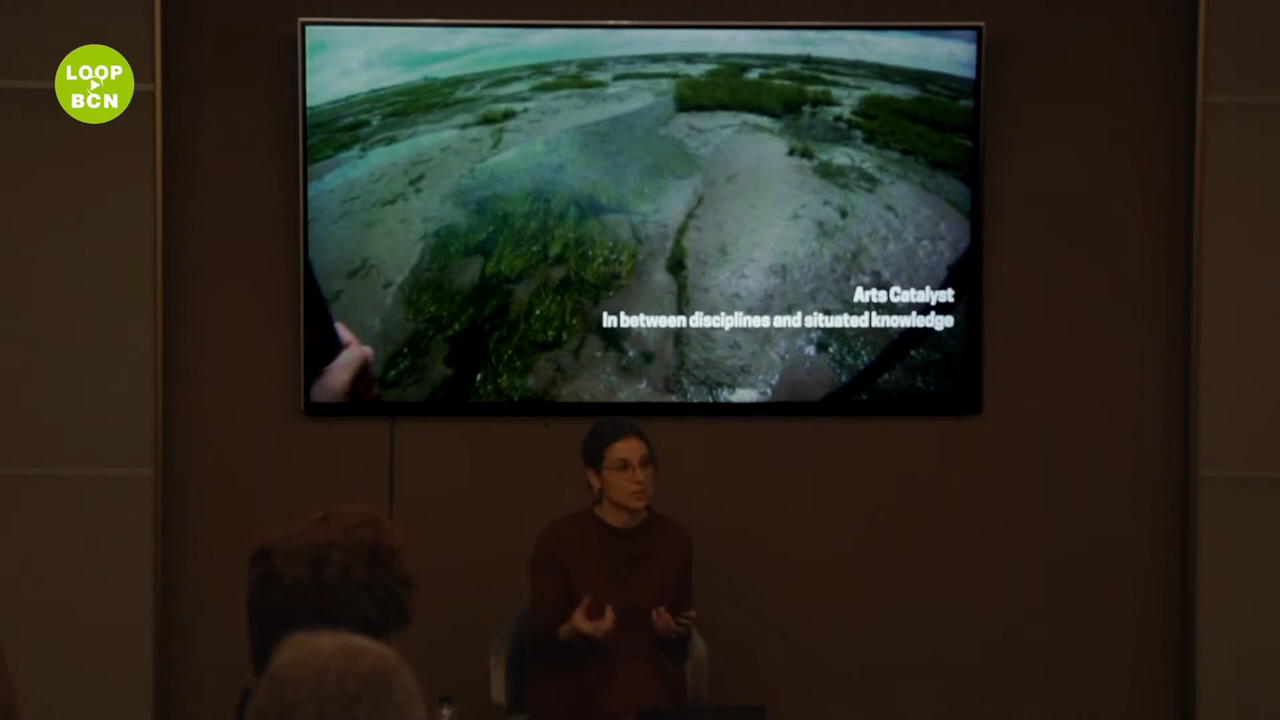 LOOP
BCN
Arts Catalyst
In between disciplines and situated knowledge